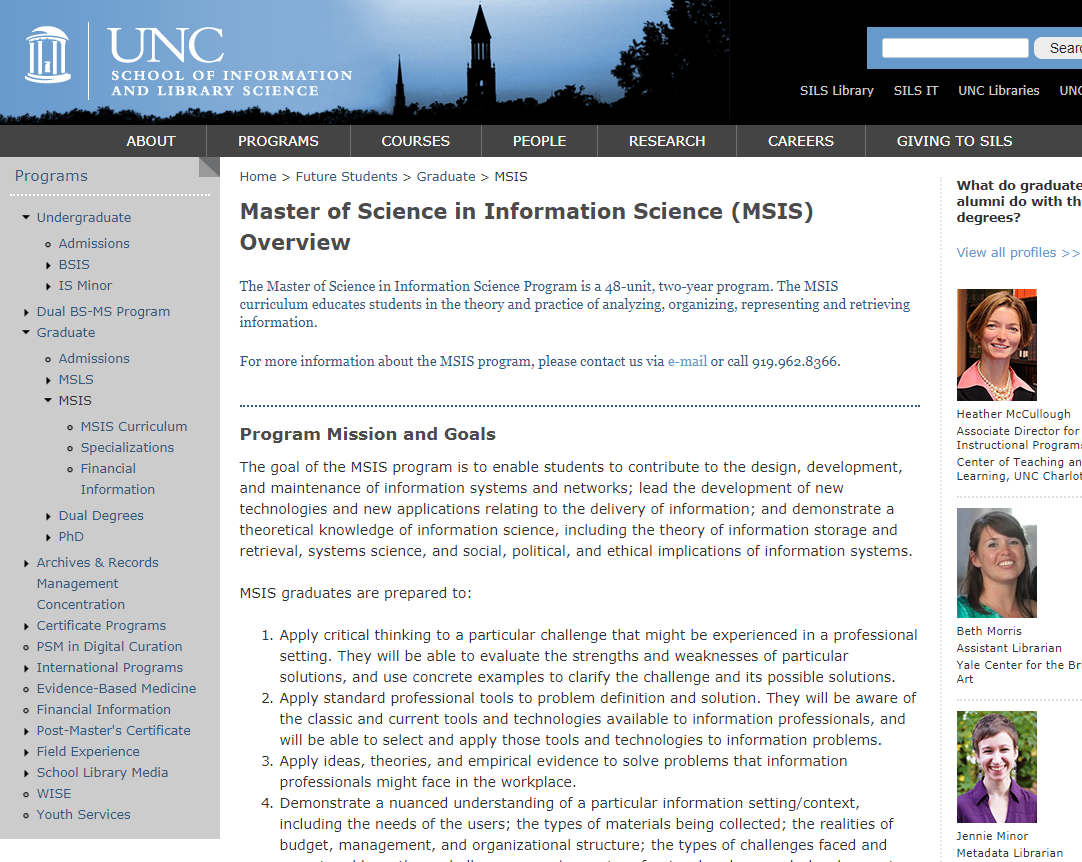 UNC
SCHOOL OF INFORMATION
AND LIBRARY SCIENCE
SILS Library SILS IT UNC Libraries UNC
ABOUT PROGRAMS COURSES PEOPLE RESEARCH CAREERS GIVING TO SILS
Programs
Undergraduate
Admissions
BSIS
IS Minor
Dual BS-MS Program
Graduate
Admissions
MSLS
MSIS
MSIS Curriculum
Specializations
Financial
Information
Dual Degrees
PhD
Archives & Records
Management
Concentration
Certificate Programs
PSM in Digital Curation
International Programs
Evidence-Based Medicine
Financial Information
Post-Master's Certificate
Field Experience
School Library Media
WISE
Youth Services
Home > Future Students > Graduate > MSIS
Master of Science in Information Science (MSIS)
Overview
The Master of Science in Information Science Program is a 48-unit, two-year program. The MSIS
curriculum educates students in the theory and practice of analyzing, organizing, representing and retrieving
information.
For more information about the MSIS program, please contact us via e-mail or call 919.962.8366.
Program Mission and Goals
The goal of the MSIS program is to enable students to contribute to the design, development,
and maintenance of information systems and networks; lead the development of new
technologies and new applications relating to the delivery of information; and demonstrate a
theoretical knowledge of information science, including the theory of information storage and
retrieval, systems science, and social, political, and ethical implications of information systems.
MSIS graduates are prepared to:
1. Apply critical thinking to a particular challenge that might be experienced in a professional
setting. They will be able to evaluate the strengths and weaknesses of particular
solutions, and use concrete examples to clarify the challenge and its possible solutions.
2. Apply standard professional tools to problem definition and solution. They will be aware of
the classic and current tools and technologies available to information professionals, and
will be able to select and apply those tools and technologies to information problems.
3. Apply ideas, theories, and empirical evidence to solve problems that information
professionals might face in the workplace.
4. Demonstrate a nuanced understanding of a particular information setting/context,
including the needs of the users; the types of materials being collected; the realities of
budget, management, and organizational structure; the types of challenges faced and
What do graduate
alumni do with th
degrees?
View all profiles >>
Heather McCullough
Associate Director for
Instructional Programs
Center of Teaching an
Learning, UNC Charlot
Beth Morris
Assistant Librarian
Yale Center for the Br
Art
Jennie Minor
Metadata Librarian